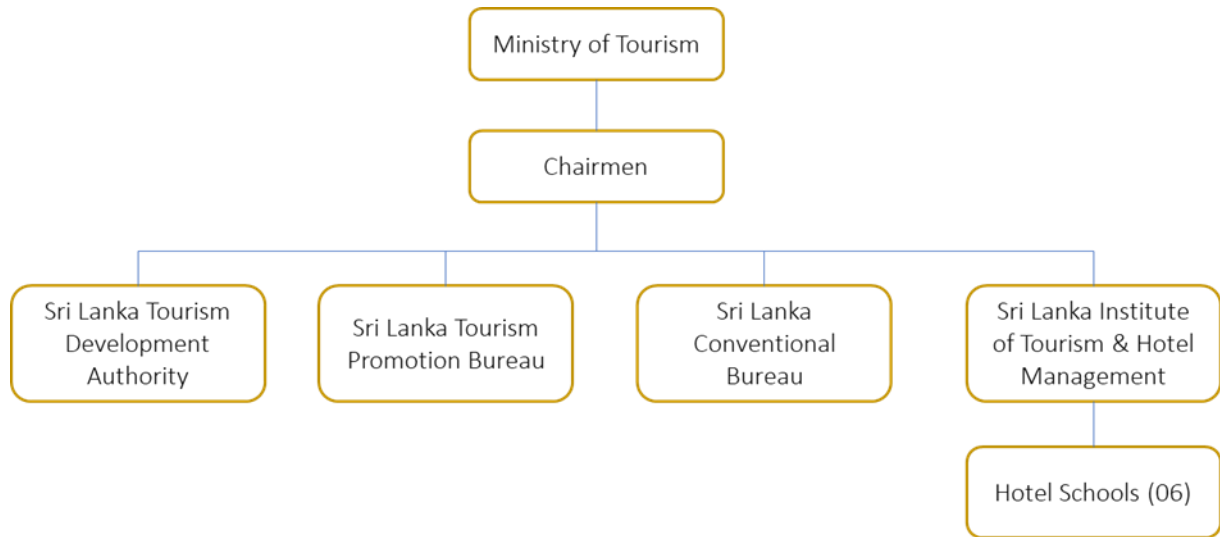 Ministry of Tourism
Chairmen
Sri Lanka Tourism
Development
Authority
Sri Lanka Tourism
Promotion Bureau
Sri Lanka
Conventional
Bureau
Sri Lanka Institute
of Tourism & Hotel
Management
Hotel Schools (06)